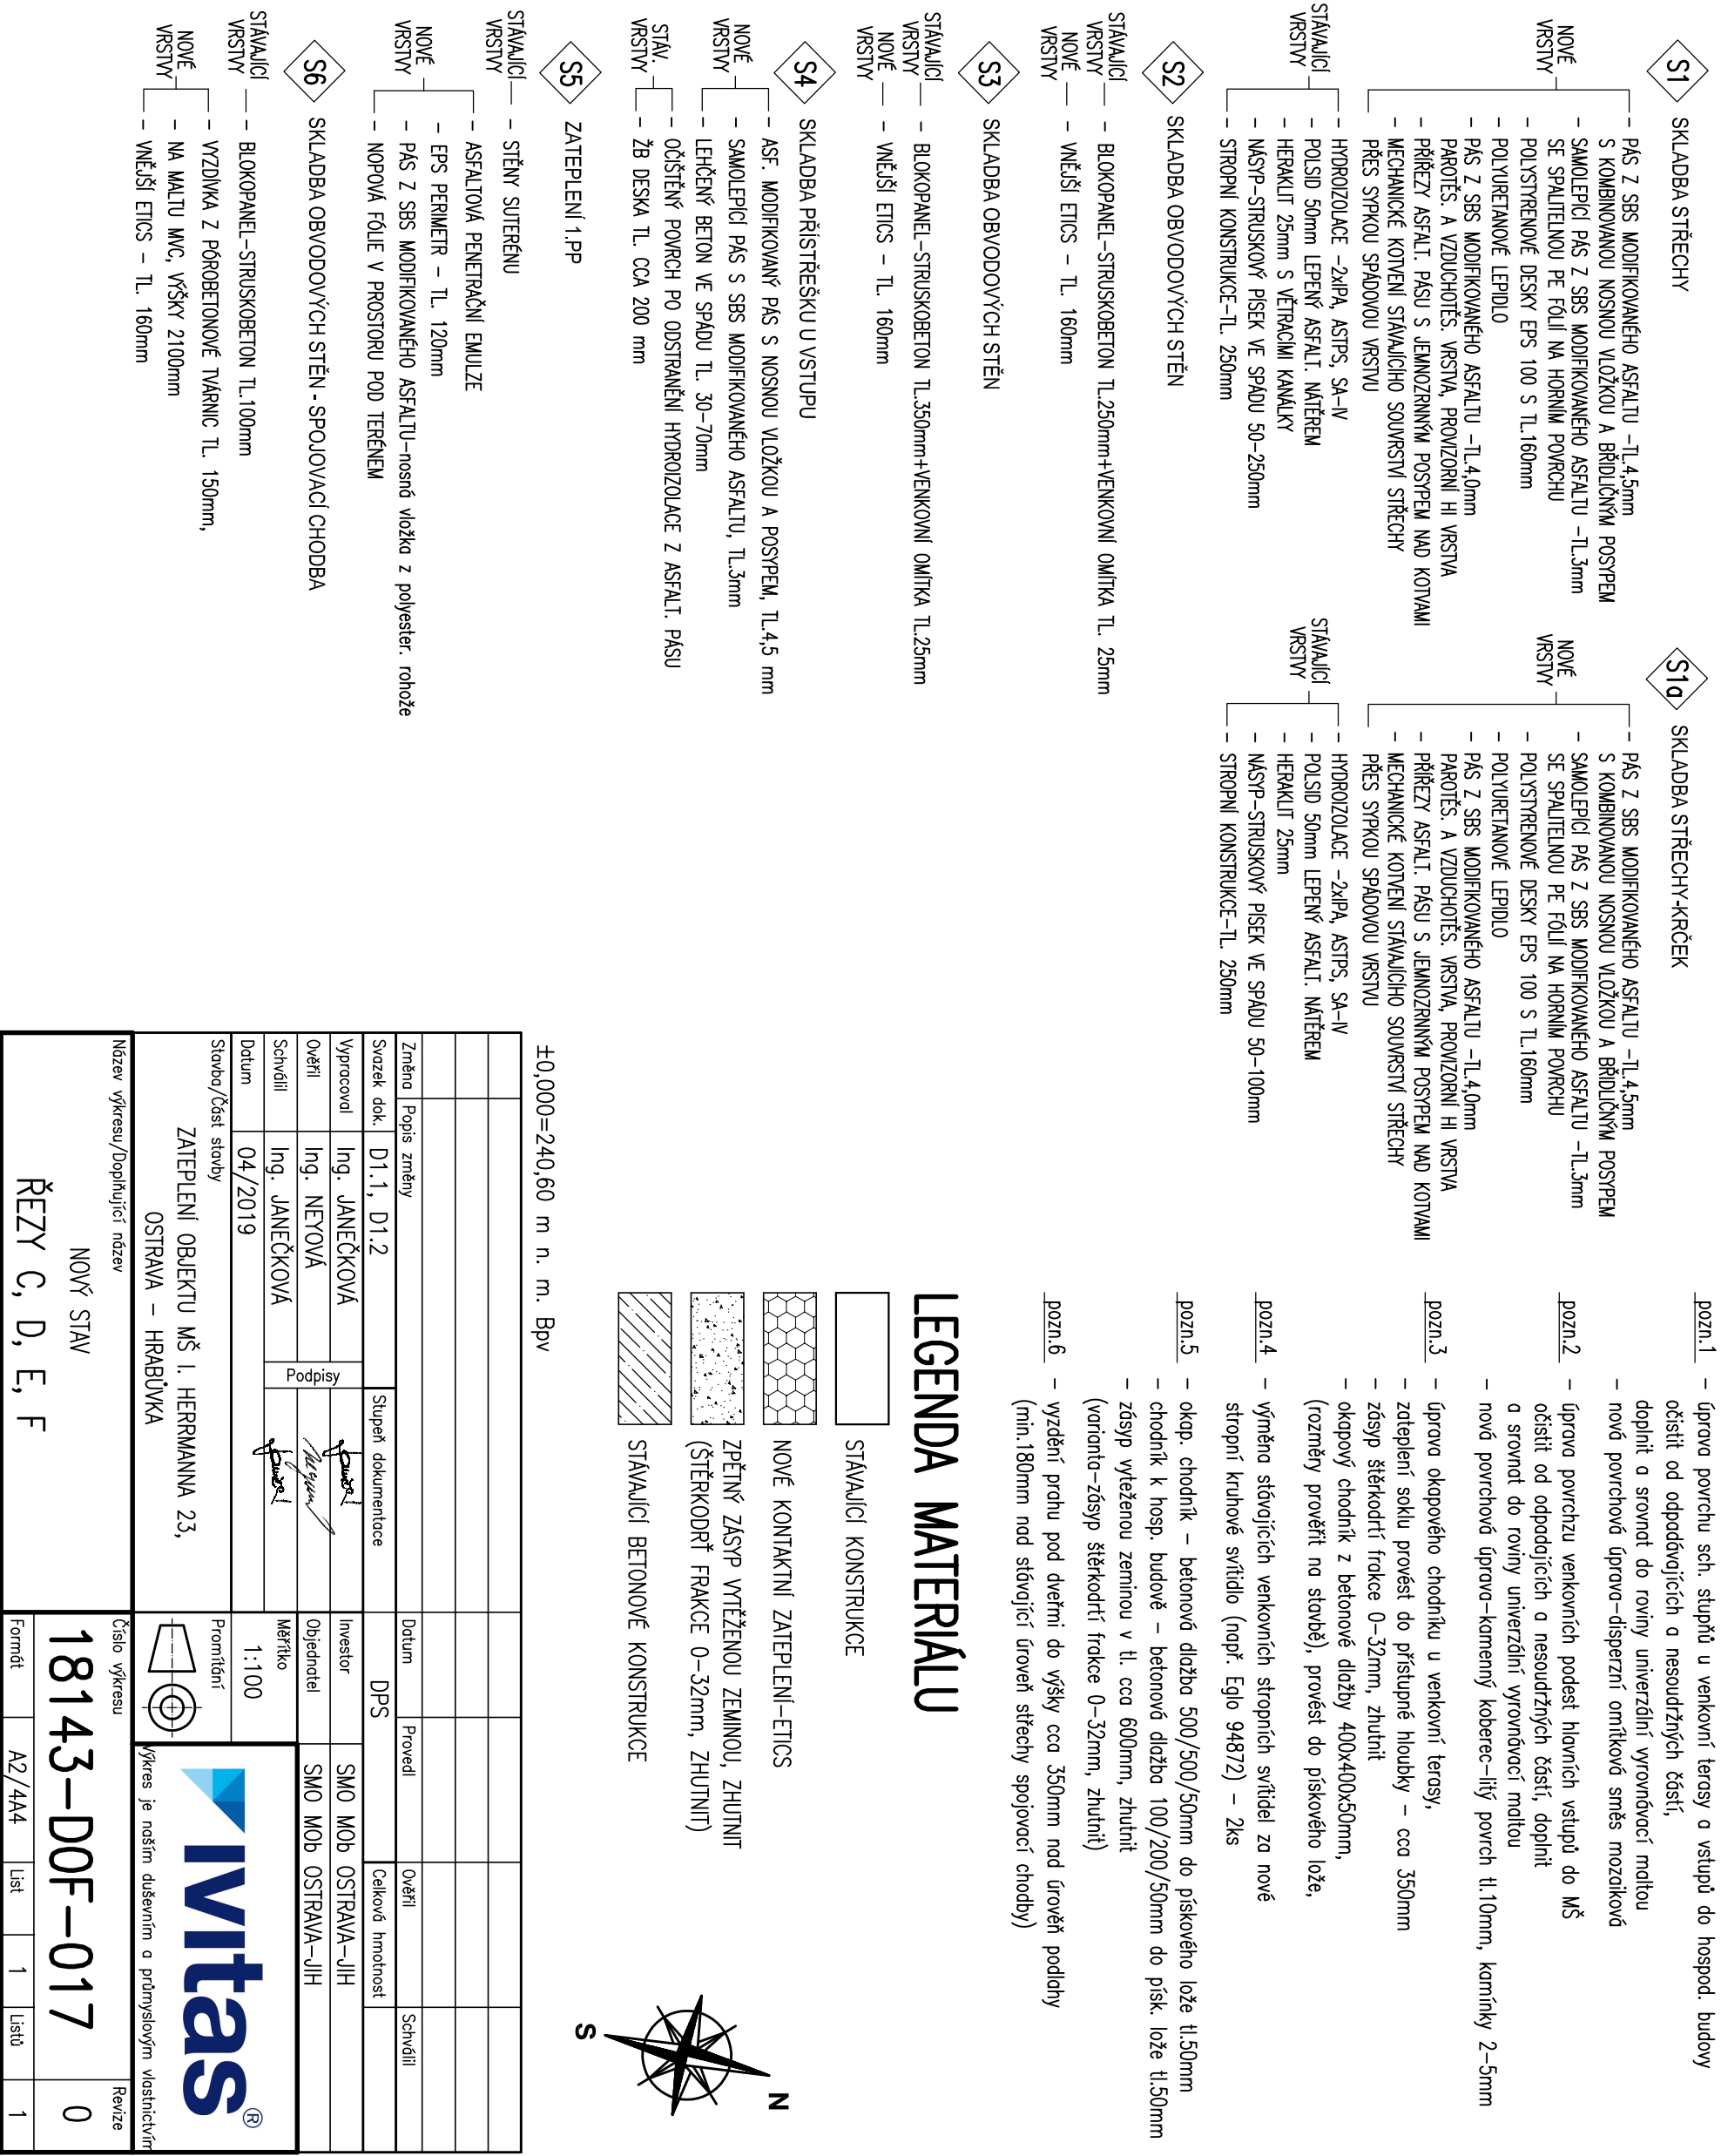 S1 SKLADBA STŘECHY
NOVÉ
VRSTVY
- PÁS Z SBS MODIFIKOVANÉHO ASFALTU -TL.4,5mm
S KOMBINOVANOU NOSNOU VLOŽKOU A BŘIDLIČNÝM POSYPEM
- SAMOLEPÍCÍ PÁS Z SBS MODIFIKOVANÉHO ASFALTU -TL.3mm
SE SPALITELNOU PE FÓLIÍ NA HORNÍM POVRCHU
- POLYSTYRENOVÉ DESKY EPS 100 S TL.160mm
- POLYURETANOVÉ LEPIDLO
- PÁS Z SBS MODIFIKOVANÉHO ASFALTU -TL.4,0mm
PAROTĚS. A VZDUCHOTĚS. VRSTVA, PROVIZORNÍ HI VRSTVA
- PŘÍŘEZY ASFALT. PÁSU S JEMNOZRNNÝM POSYPEM NAD KOTVAMI
- MECHANICKÉ KOTVENÍ STÁVAJÍCÍHO SOUVRSTVÍ STŘECHY
PŘES SYPKOU SPÁDOVOU VRSTVU
STÁVAJÍCÍ
VRSTVY
- HYDROIZOLACE -2xIPA, ASTPS, SA-IV
- POLSID 50mm LEPENÝ ASFALT. NÁTĚREM
- HERAKLIT 25mm S VĚTRACÍMI KANÁLKY
- NÁSYP-STRUSKOVÝ PÍSEK VE SPÁDU 50-250mm
- STROPNÍ KONSTRUKCE-TL. 250mm
S2 SKLADBA OBVODOVÝCH STĚN
STÁVAJÍCÍ
VRSTVY
- BLOKOPANEL-STRUSKOBETON TL.250mm+VENKOVNÍ OMÍTKA TL. 25mm
NOVÉ
VRSTVY
- VNĚJŠÍ ETICS - TL. 160mm
S3 SKLADBA OBVODOVÝCH STĚN
STÁVAJÍCÍ
VRSTVY
- BLOKOPANEL-STRUSKOBETON TL.350mm+VENKOVNÍ OMÍTKA TL.25mm
NOVÉ
VRSTVY
- VNĚJŠÍ ETICS - TL. 160mm
S4 SKLADBA PŘÍSTŘEŠKU U VSTUPU
NOVÉ
VRSTVY
- ASF. MODIFIKOVANÝ PÁS S NOSNOU VLOŽKOU A POSYPEM, TL.4,5 mm
- SAMOLEPÍCÍ PÁS S SBS MODIFIKOVANÉHO ASFALTU, TL.3mm
- LEHČENÝ BETON VE SPÁDU TL. 30-70mm
STÁV.
VRSTVY
- OČIŠTĚNÝ POVRCH PO ODSTRANĚNÍ HYDROIZOLACE Z ASFALT. PÁSU
- ŽB DESKA TL. CCA 200 mm
S5 ZATEPLENÍ 1.PP
STÁVAJÍCÍ
VRSTVY
- STĚNY SUTERÉNU
NOVÉ
VRSTVY
- ASFALTOVÁ PENETRAČNÍ EMULZE
- EPS PERIMETR - TL. 120mm
- PÁS Z SBS MODIFIKOVANÉHO ASFALTU-nosná vložka z polyester. rohože
- NOPOVÁ FÓLIE V PROSTORU POD TERÉNEM
S6 SKLADBA OBVODOVÝCH STĚN - SPOJOVACÍ CHODBA
STÁVAJÍCÍ
VRSTVY
- BLOKOPANEL-STRUSKOBETON TL.100mm
NOVÉ
VRSTVY
- VYZDÍVKA Z PÓROBETONOVÉ TVÁRNIC TL. 150mm,
- NA MALTU MVC, VÝŠKY 2100mm
- VNĚJŠÍ ETICS - TL. 160mm
S1a SKLADBA STŘECHY-KRČEK
NOVÉ
VRSTVY
- PÁS Z SBS MODIFIKOVANÉHO ASFALTU -TL.4,5mm
S KOMBINOVANOU NOSNOU VLOŽKOU A BŘIDLIČNÝM POSYPEM
- SAMOLEPÍCÍ PÁS Z SBS MODIFIKOVANÉHO ASFALTU -TL.3mm
SE SPALITELNOU PE FÓLIÍ NA HORNÍM POVRCHU
- POLYSTYRENOVÉ DESKY EPS 100 S TL.160mm
- POLYURETANOVÉ LEPIDLO
- PÁS Z SBS MODIFIKOVANÉHO ASFALTU -TL.4,0mm
PAROTĚS. A VZDUCHOTĚS. VRSTVA, PROVIZORNÍ HI VRSTVA
- PŘÍŘEZY ASFALT. PÁSU S JEMNOZRNNÝM POSYPEM NAD KOTVAMI
- MECHANICKÉ KOTVENÍ STÁVAJÍCÍHO SOUVRSTVÍ STŘECHY
PŘES SYPKOU SPÁDOVOU VRSTVU
STÁVAJÍCÍ
VRSTVY
- HYDROIZOLACE -2xIPA, ASTPS, SA-IV
- POLSID 50mm LEPENÝ ASFALT. NÁTĚREM
- HERAKLIT 25mm
- NÁSYP-STRUSKOVÝ PÍSEK VE SPÁDU 50-100mm
- STROPNÍ KONSTRUKCE-TL. 250mm
pozn.1 - úprava povrchu sch. stupňů u venkovní terasy a vstupů do hospod. budovy
očistit od odpadávajících a nesoudržných částí,
doplnit a srovnat do roviny univerzální vyrovnávací maltou
- nová povrchová úprava-disperzní omítková směs mozaiková
pozn.2 - úprava povrchzu venkovních podest hlavních vstupů do MŠ
očistit od odpadajících a nesoudržných částí, doplnit
a srovnat do roviny univerzální vyrovnávací maltou
- nová povrchová úprava-kamenný koberec-litý povrch tl.10mm, kamínky 2-5mm
pozn.3 - úprava okapového chodníku u venkovní terasy,
- zateplení soklu provést do přístupné hloubky - cca 350mm
- zásyp štěrkodrtí frakce 0-32mm, zhutnit
- okapový chodník z betonové dlažby 400x400x50mm,
(rozměry prověřit na stavbě), provést do pískového lože,
pozn.4 - výměna stávajících venkovních stropních svítidel za nové
stropní kruhové svítidlo (např. Eglo 94872) - 2ks
pozn.5 - okap. chodník - betonová dlažba 500/500/50mm do pískového lože tl.50mm
- chodník k hosp. budově - betonová dlažba 100/200/50mm do písk. lože tl.50mm
- zásyp vyteženou zeminou v tl. cca 600mm, zhutnit
(varianta-zásyp štěrkodrtí frakce 0-32mm, zhutnit)
pozn.6 - vyzdění prahu pod dveřmi do výšky cca 350mm nad úrověň podlahy
(min.180mm nad stávající úroveň střechy spojovací chodby)
LEGENDA MATERIÁLU
STÁVAJÍCÍ KONSTRUKCE
NOVÉ KONTAKTNÍ ZATEPLENÍ-ETICS
ZPĚTNÝ ZÁSYP VYTĚŽENOU ZEMINOU, ZHUTNIT
(ŠTĚRKODRŤ FRAKCE 0-32mm, ZHUTNIT)
STÁVAJÍCÍ BETONOVÉ KONSTRUKCE
N
S
±0,000=240,60 m n. m. Bpv
Změna Popis změny Datum Provedl Ověřil Schválil
Svazek dok. D1.1, D1.2 Stupeň dokumentace DPS Celková hmotnost
Vypracoval Ing. JANEČKOVÁ Podpisy Investor SMO MOb OSTRAVA-JIH
Ověřil Ing. NEYOVÁ Objednatel SMO MOb OSTRAVA-JIH
Schválil Ing. JANEČKOVÁ Měřítko 1:100
Datum 04/2019
Stavba/Část stavby
ZATEPLENÍ OBJEKTU MŠ I. HERRMANNA 23,
OSTRAVA - HRABŮVKA
Promítání
ivitas®
Výkres je naším duševním a průmyslovým vlastnictvím
Název výkresu/Doplňující název
NOVÝ STAV
ŘEZY C, D, E, F
Číslo výkresu
18143-D0F-017
Revize
0
Formát A2/4A4 List 1 Listů 1